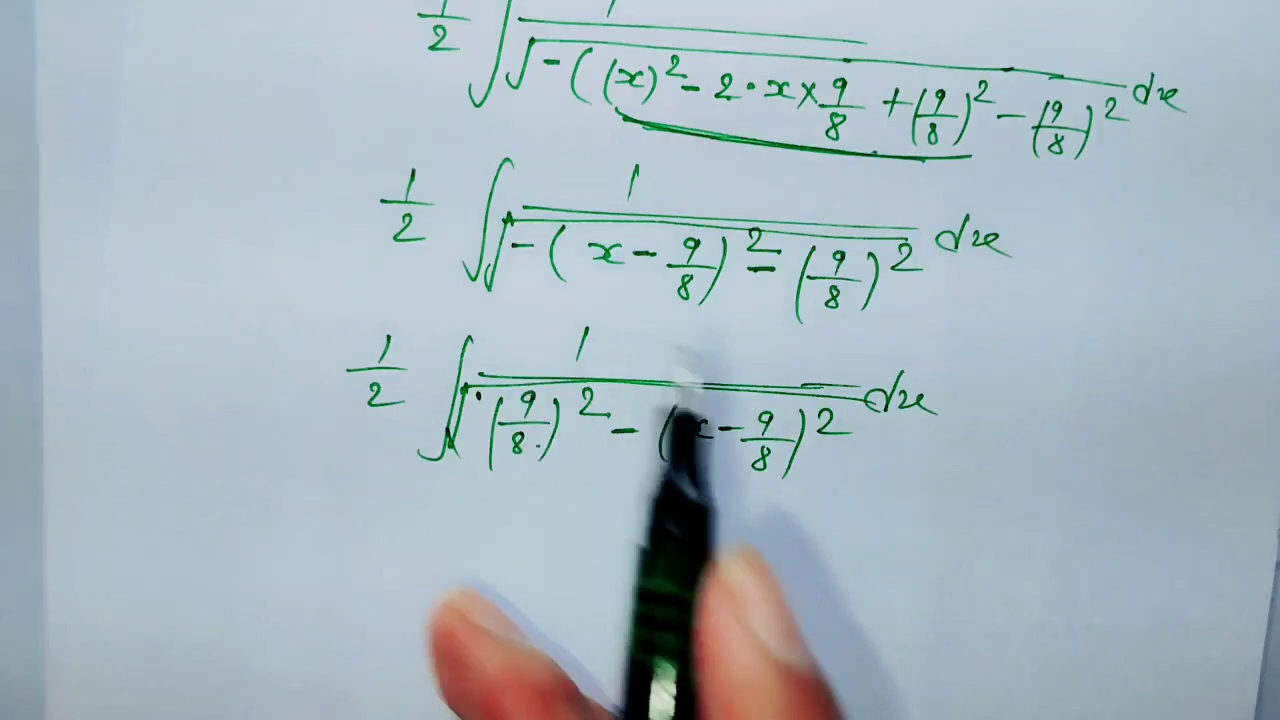 1/2 ∫ 1/√(-((x)² - 2·x×9/8 + (9/8)² - (9/8)²) dx
1/2 ∫ 1/√(-(x - 9/8)² - (9/8)²) dx
1/2 ∫ 1/√((9/8)² - (x - 9/8)²) dx